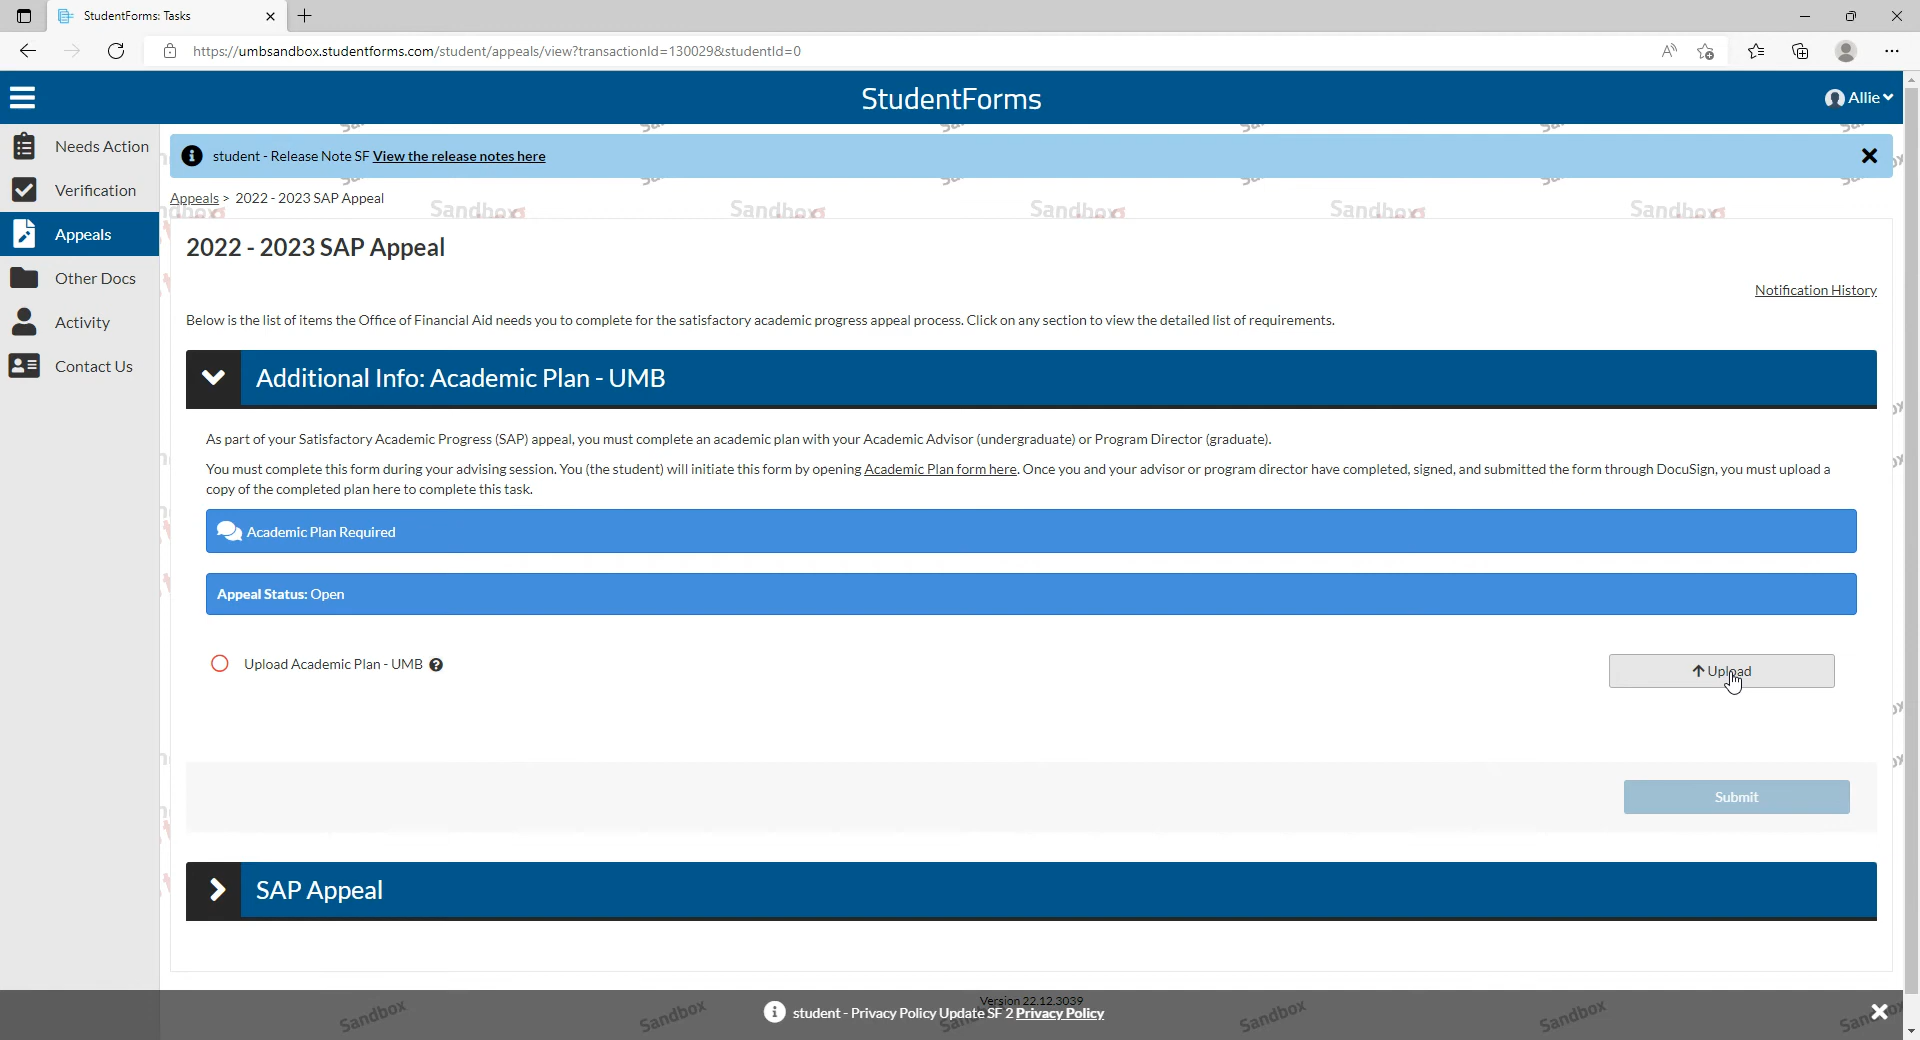 StudentForms: Tasks
https://umbsandbox.studentforms.com/student/appeals/view?transactionId=130029&studentId=0
StudentForms
Allie
Needs Action
Verification
Appeals
Other Docs
Activity
Contact Us
student - Release Note SF View the release notes here
Appeals > 2022 - 2023 SAP Appeal
Sandbox Sandbox Sandbox Sandbox Sandbox
2022 - 2023 SAP Appeal
Notification History
Below is the list of items the Office of Financial Aid needs you to complete for the satisfactory academic progress appeal process. Click on any section to view the detailed list of requirements.
Additional Info: Academic Plan - UMB
As part of your Satisfactory Academic Progress (SAP) appeal, you must complete an academic plan with your Academic Advisor (undergraduate) or Program Director (graduate).
You must complete this form during your advising session. You (the student) will initiate this form by opening Academic Plan form here. Once you and your advisor or program director have completed, signed, and submitted the form through DocuSign, you must upload a
copy of the completed plan here to complete this task.
Academic Plan Required
Appeal Status: Open
Upload Academic Plan - UMB
Upload
Submit
SAP Appeal
Version 22.12.3039
student - Privacy Policy Update SF 2 Privacy Policy
Sandbox Sandbox Sandbox Sandbox